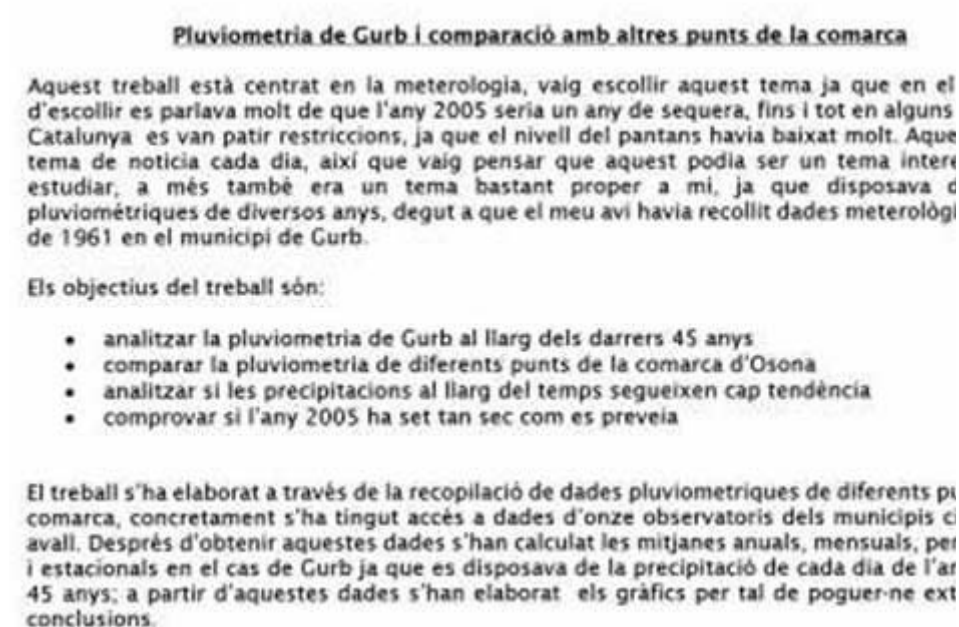 Pluviometria de Gurb i comparació amb altres punts de la comarca
Aquest treball està centrat en la meterologia, vaig escollir aquest tema ja que en el
d'escollir es parlava molt de que l'any 2005 seria un any de sequera, fins i tot en alguns
Catalunya es van patir restriccions, ja que el nivell del pantans havia baixat molt. Aque
tema de noticia cada dia, així que vaig pensar que aquest podia ser un tema intere
estudiar, a més també era un tema bastant proper a mi, ja que disposava d
pluviométriques de diversos anys, degut a que el meu avi havia recollit dades meterològi
de 1961 en el municipi de Gurb.
Els objectius del treball són:
• analitzar la pluviometria de Gurb al llarg dels darrers 45 anys
• comparar la pluviometria de diferents punts de la comarca d'Osona
• analitzar si les precipitacions al llarg del temps segueixen cap tendència
• comprovar si l'any 2005 ha set tan sec com es preveia
El treball s'ha elaborat a través de la recopilació de dades pluviometriques de diferents pu
comarca, concretament s'ha tingut accés a dades d'onze observatoris dels municipis ci
avall. Després d'obtenir aquestes dades s'han calculat les mitjanes anuals, mensuals, per
i estacionals en el cas de Gurb ja que es disposava de la precipitació de cada dia de l'an
45 anys; a partir d'aquestes dades s'han elaborat els gràfics per tal de poguer-ne ext
conclusions.